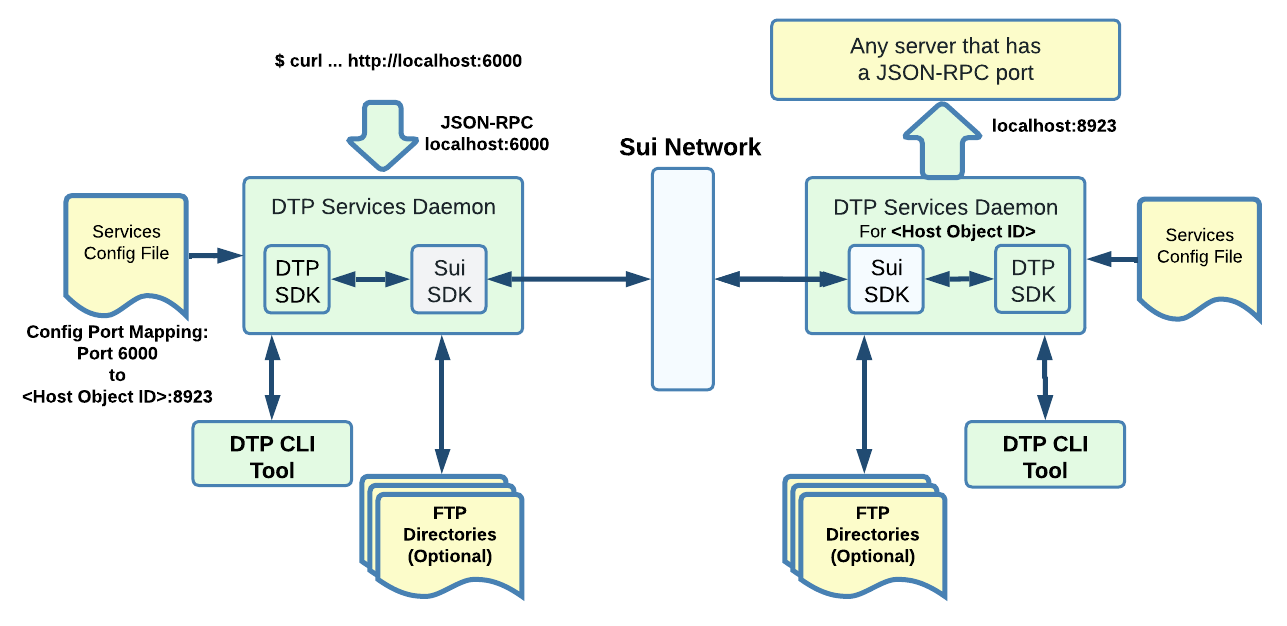 $ curl ... http://localhost:6000
JSON-RPC
localhost:6000
Any server that has
a JSON-RPC port
localhost:8923
Sui Network
Services
Config File
Config Port Mapping:
Port 6000
to
<Host Object ID>:8923
DTP Services Daemon
DTP
SDK
Sui
SDK
DTP CLI
Tool
FTP
Directories
(Optional)
DTP Services Daemon
For <Host Object ID>
Sui
SDK
DTP
SDK
Services
Config File
FTP
Directories
(Optional)
DTP CLI
Tool